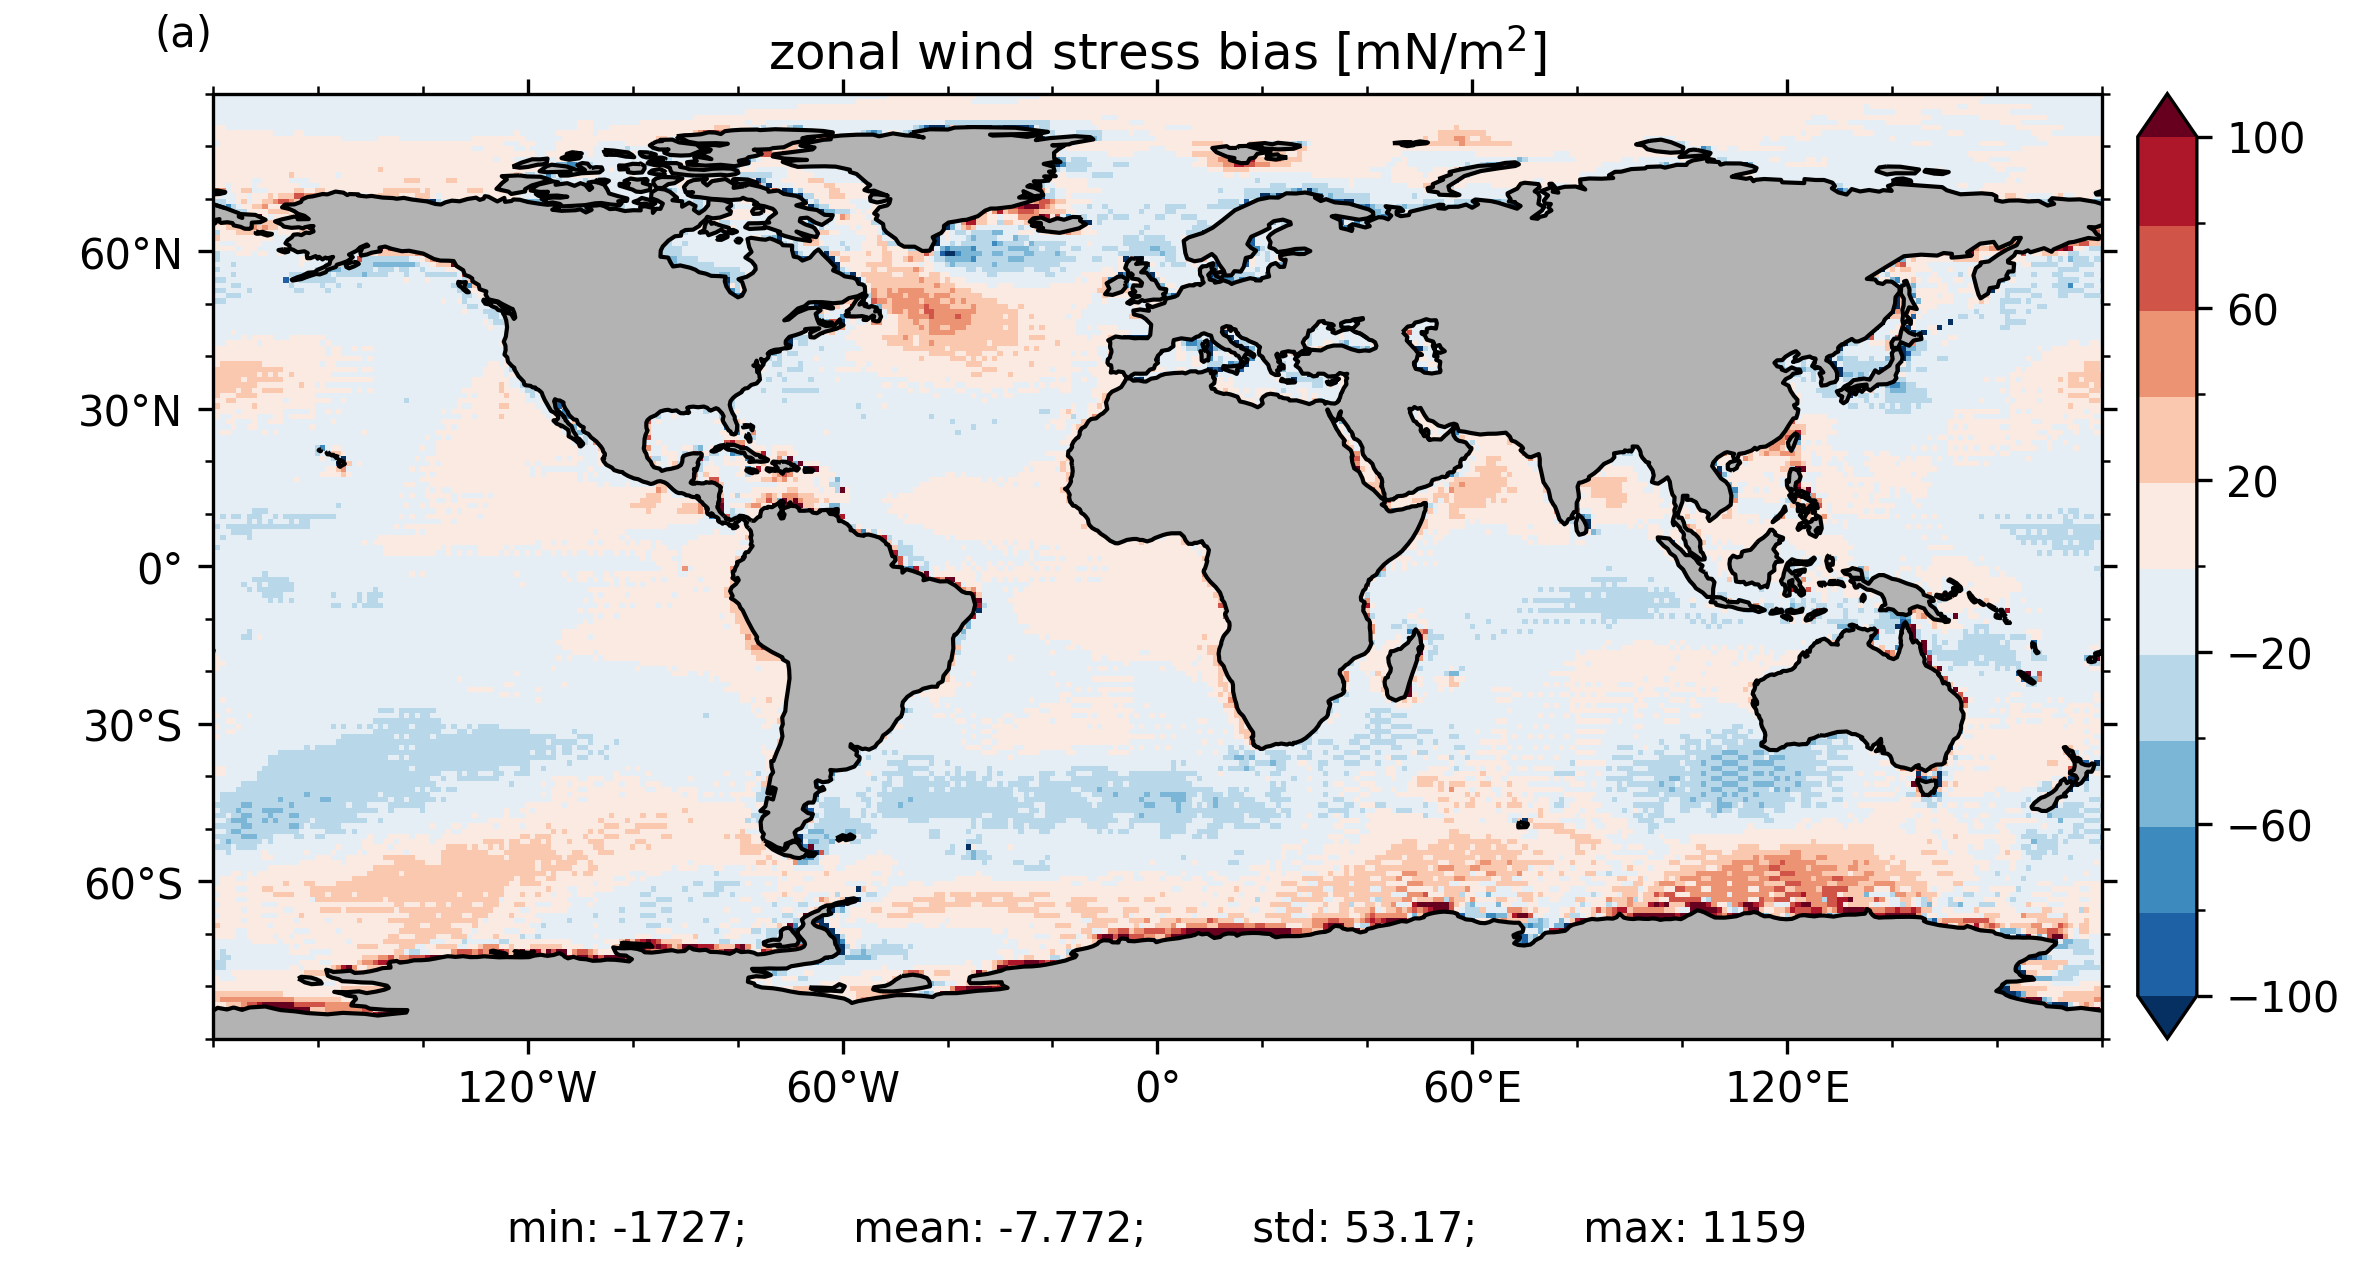 (a)
zonal wind stress bias [mN/m²]
60°N
30°N
0°
30°S
60°S
120°W 60°W 0° 60°E 120°E
100
60
20
−20
−60
−100
min: -1727; mean: -7.772; std: 53.17; max: 1159